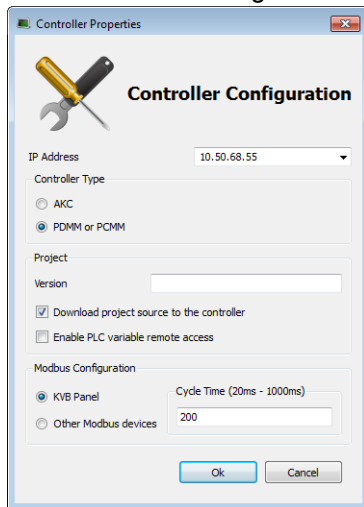 Controller Properties
Controller Configuration
IP Address 10.50.68.55
Controller Type
AKC
PDMM or PCMM
Project
Version
Download project source to the controller
Enable PLC variable remote access
Modbus Configuration
KVB Panel
Cycle Time (20ms - 1000ms)
200
Other Modbus devices
Ok Cancel